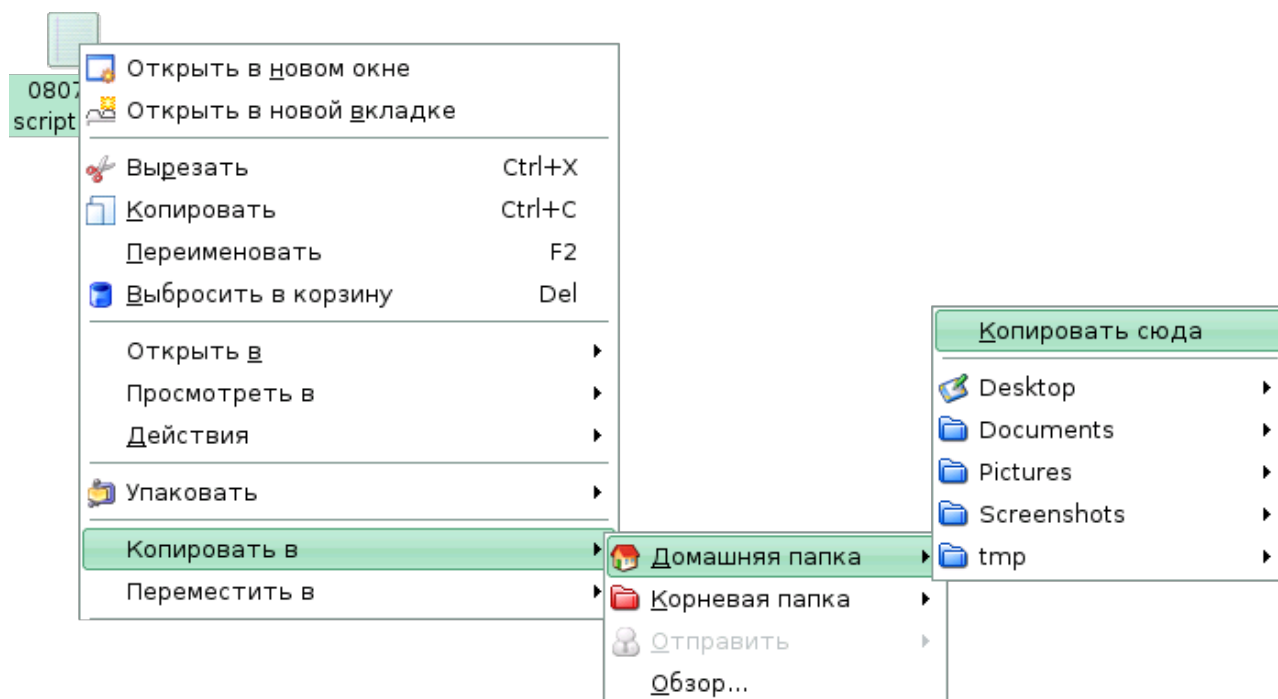 0807
script
Открыть в новом окне
Открыть в новой вкладке
Вырезать Ctrl+X
Копировать Ctrl+C
Переименовать F2
Выбросить в корзину Del
Открыть в
Просмотреть в
Действия
Упаковать
Копировать в
Переместить в
Домашняя папка
Корневая папка
Отправить
Обзор...
Копировать сюда
Desktop
Documents
Pictures
Screenshots
tmp